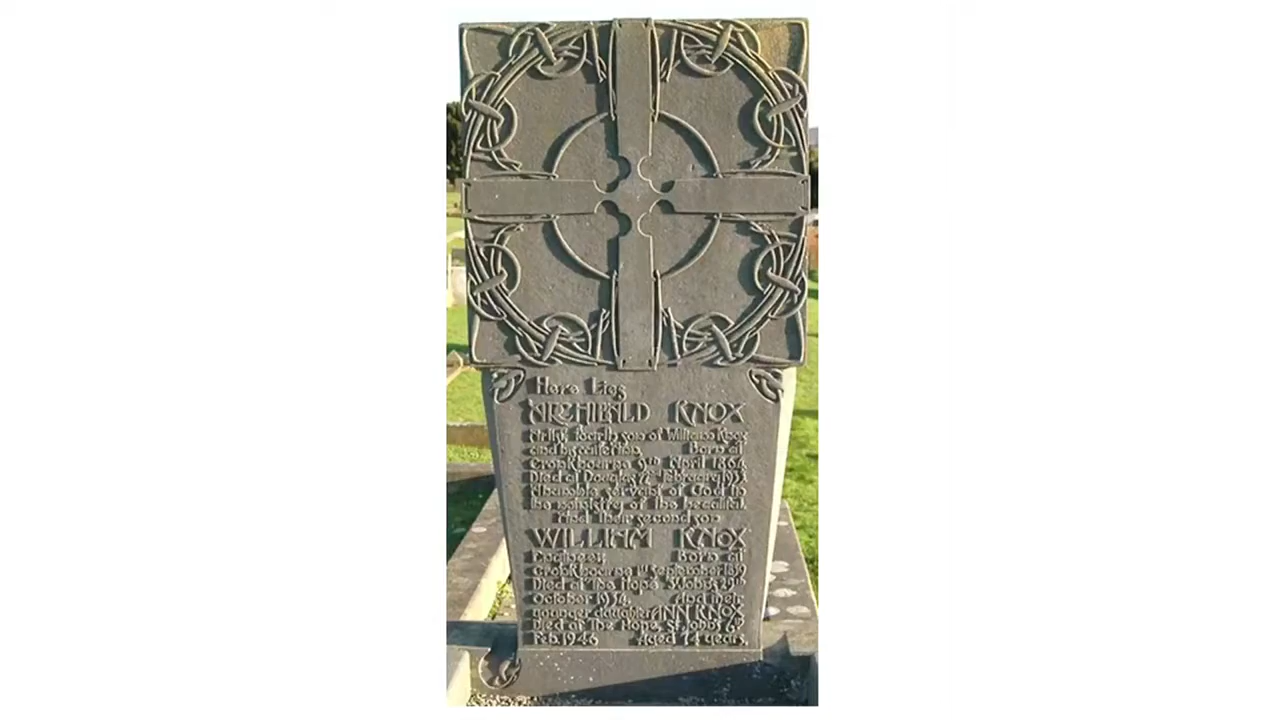 Here Lies
ARCHIBALD KNOX
Artist, fourth son of William Knox
and his wife Ann, Born at
Cronkbourne 9th April 1864.
Died at Douglas 22nd February 1933.
A humble servant of God in
the ministry of the beautiful.
And their second son
WILLIAM KNOX
Engineer, Born at
Cronkbourne 1st September 1859
Died at The Hope St Johns 29th
October 1934. And their
younger daughter ANN KNOX
Died at The Hope, St. Johns 6th
Feb. 1946 Aged 74 years.